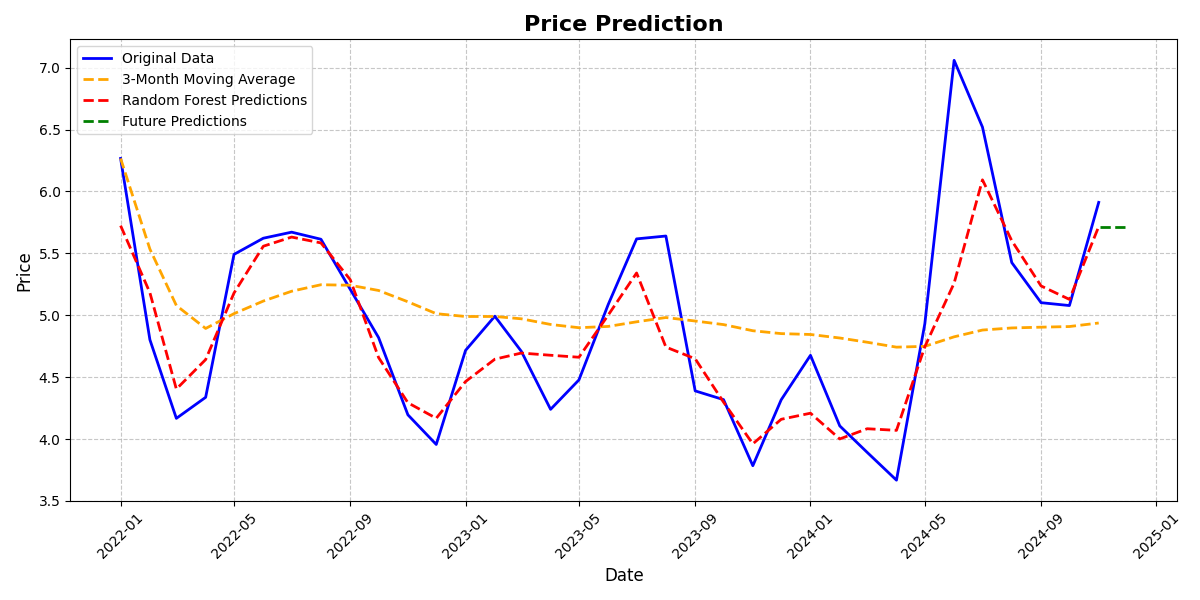 Price Prediction
Original Data
3-Month Moving Average
Random Forest Predictions
Future Predictions
Price
7.0
6.5
6.0
5.5
5.0
4.5
4.0
3.5
2022-01
2022-05
2022-09
2023-01
2023-05
2023-09
2024-01
2024-05
2024-09
2025-01
Date